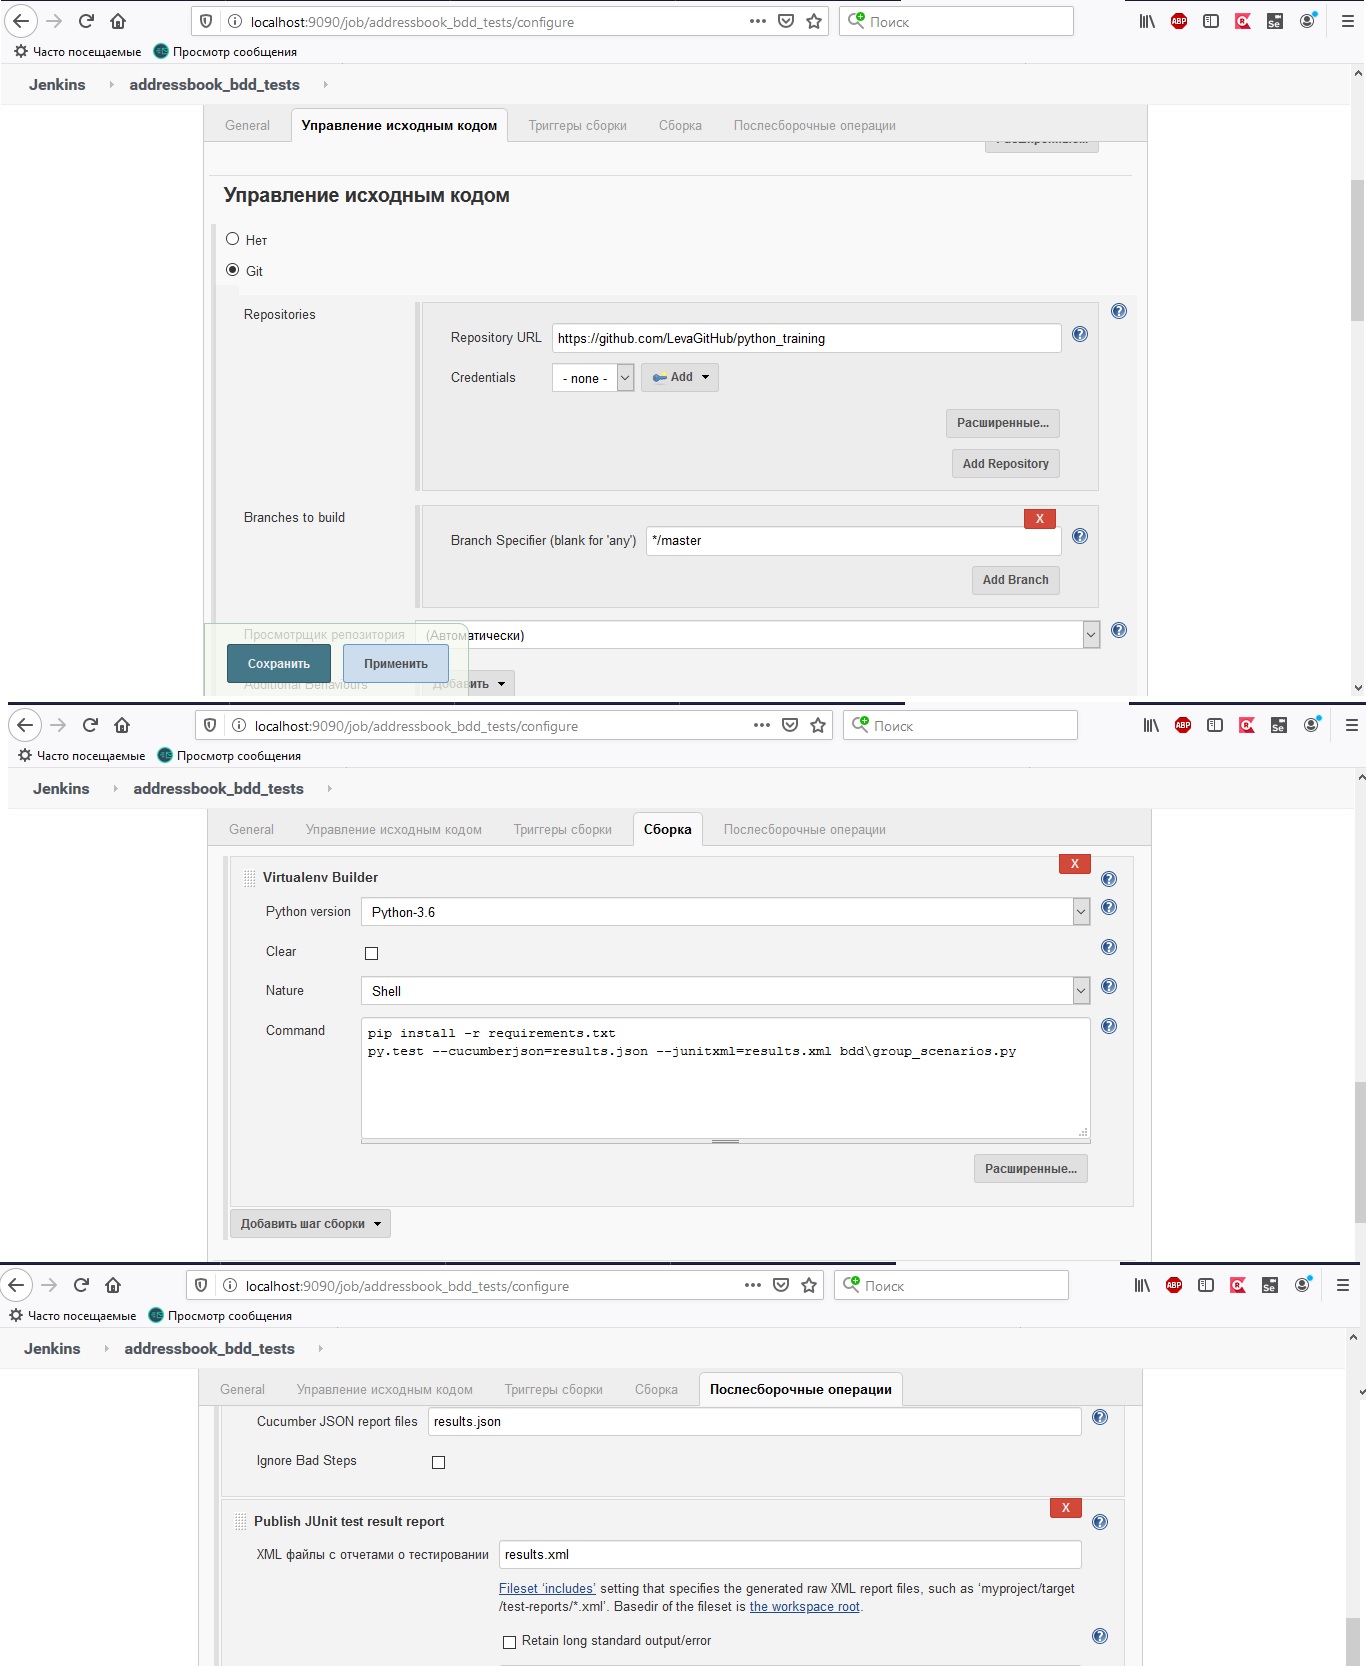 localhost:9090/job/addressbook_bdd_tests/configure
Поиск
Часто посещаемые Просмотр сообщения
Jenkins addressbook_bdd_tests
General Управление исходным кодом Триггеры сборки Сборка Послесборочные операции
Расширенные...
Управление исходным кодом
Нет
Git
Repositories
Repository URL https://github.com/LevaGitHub/python_training
Credentials - none - Add
Расширенные...
Add Repository
Branches to build
X
Branch Specifier (blank for 'any') */master
Add Branch
Просмотрщик репозитория (Автоматически)
Сохранить Применить
Additional Behaviours Добавить
localhost:9090/job/addressbook_bdd_tests/configure
Поиск
Часто посещаемые Просмотр сообщения
Jenkins addressbook_bdd_tests
General Управление исходным кодом Триггеры сборки Сборка Послесборочные операции
X
Virtualenv Builder
Python version Python-3.6
Clear
Nature Shell
Command pip install -r requirements.txt
py.test --cucumberjson=results.json --junitxml=results.xml bdd\group_scenarios.py
Расширенные...
Добавить шаг сборки
localhost:9090/job/addressbook_bdd_tests/configure
Поиск
Часто посещаемые Просмотр сообщения
Jenkins addressbook_bdd_tests
General Управление исходным кодом Триггеры сборки Сборка Послесборочные операции
Cucumber JSON report files results.json
Ignore Bad Steps
X
Publish JUnit test result report
XML файлы с отчетами о тестировании results.xml
Fileset ‘includes’ setting that specifies the generated raw XML report files, such as ‘myproject/target
/test-reports/*.xml’. Basedir of the fileset is the workspace root.
Retain long standard output/error